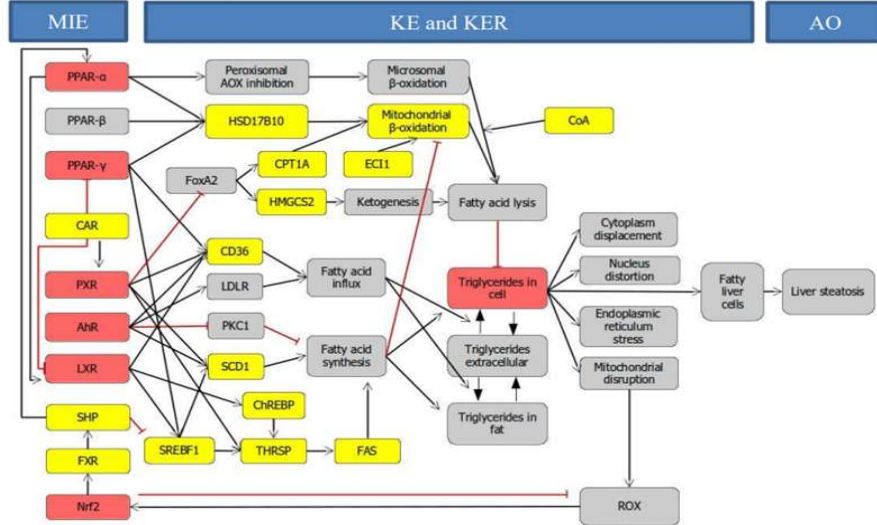 MIE
KE and KER
AO
PPAR-α
Peroxisomal
AOX inhibition
Microsomal
β-oxidation
PPAR-β
HSD17B10
Mitochondrial
β-oxidation
CoA
PPAR-γ
FoxA2
CPT1A
ECI1
HMGCS2
Ketogenesis
Fatty acid lysis
CAR
CD36
Cytoplasm
displacement
PXR
LDLR
Fatty acid
influx
Triglycerides in
cell
Nucleus
distortion
Fatty
liver
cells
Liver steatosis
AhR
PKC1
Endoplasmic
reticulum
stress
LXR
SCD1
Fatty acid
synthesis
Triglycerides
extracellular
Mitochondrial
disruption
SHP
ChREBP
Triglycerides in
fat
FXR
SREBF1
THRSP
FAS
Nrf2
ROX